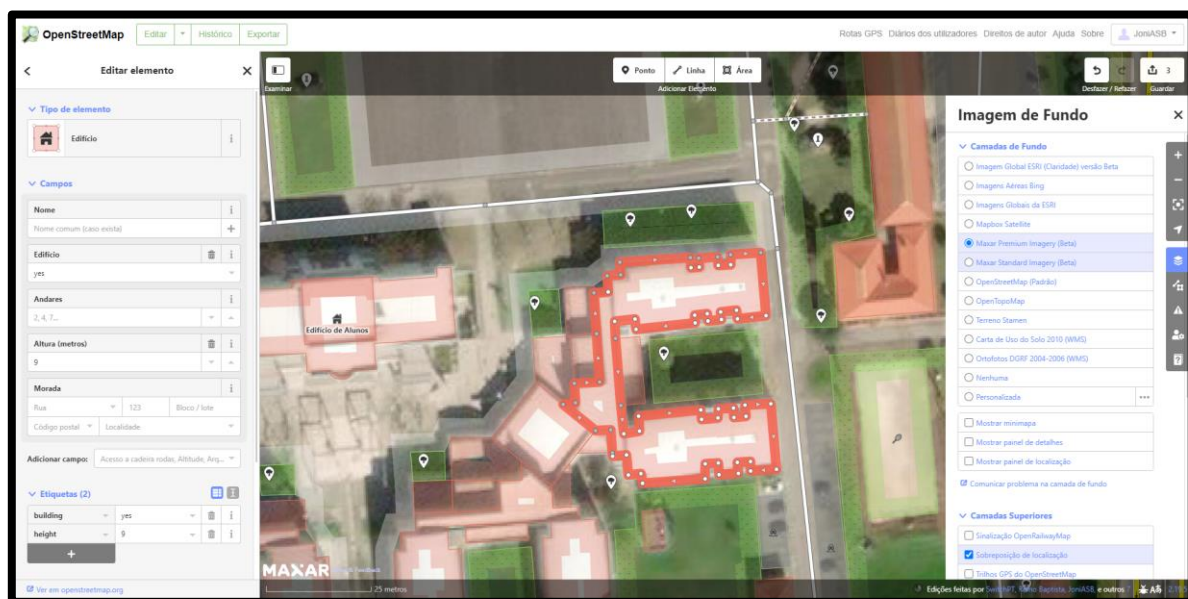 OpenStreetMap
Editar
Histórico
Exportar
Rotas GPS Diários dos utilizadores Direitos de autor Ajuda Sobre
JoniASB
Editar elemento
Tipo de elemento
Edifício
Campos
Nome
Nome comum (caso exista)
Edifício
yes
Andares
2, 4, 7...
Altura (metros)
9
Morada
Rua 123 Bloco / lote
Código postal Localidade
Adicionar campo: Acesso a cadeira rodas, Altitude, Arq...
Etiquetas (2)
building yes
height 9
Ver em openstreetmap.org
Examinar
Ponto Linha Área
Adicionar Elemento
3
Desfazer / Refazer Guardar
Edifício de Alunos
MAXAR
Feedback
25 metros
Edições feitas por
JoniASB, e outros
Imagem de Fundo
Camadas de Fundo
Imagem Global ESRI (Claridade) versão Beta
Imagens Aéreas Bing
Imagens Globais da ESRI
Mapbox Satellite
Maxar Premium Imagery (Beta)
Maxar Standard Imagery (Beta)
OpenStreetMap (Padrão)
OpenTopoMap
Terreno Stamen
Carta de Uso do Solo 2010 (WMS)
Ortofotos DGRF 2004-2006 (WMS)
Nenhuma
Personalizada
Mostrar minimapa
Mostrar painel de detalhes
Mostrar painel de localização
Comunicar problema na camada de fundo
Camadas Superiores
Sinalização OpenRailwayMap
Sobreposição de localização
Trilhos GPS do OpenStreetMap